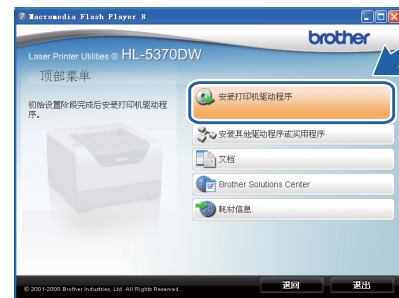 Macromedia Flash Player 8
brother
Laser Printer Utilities ® HL-5370DW
顶部菜单
初始设置阶段完成后安装打印机驱动程
序。
安装打印机驱动程序
安装其他驱动程序或实用程序
文档
Brother Solutions Center
耗材信息
© 2001-2008 Brother Industries, Ltd. All Rights Reserved.
返回
退出